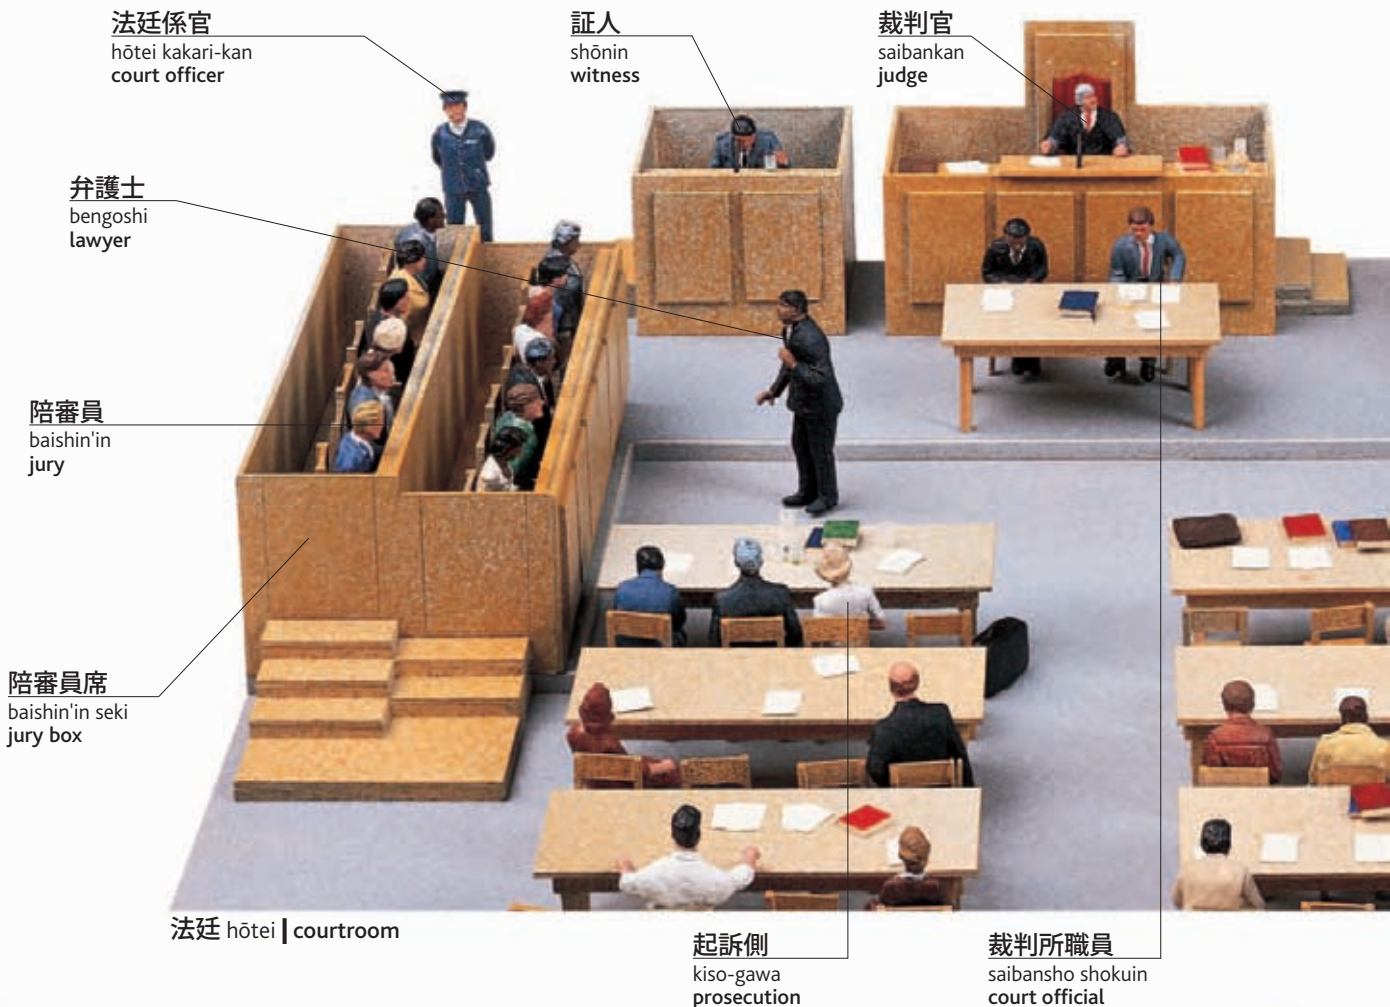 法廷係官
hōtei kakari-kan
court officer
証人
shōnin
witness
裁判官
saibankan
judge
弁護士
bengoshi
lawyer
陪審員
baishin'in
jury
陪審員席
baishin'in seki
jury box
法廷 hōtei | courtroom
起訴側
kiso-gawa
prosecution
裁判所職員
saibansho shokuin
court official